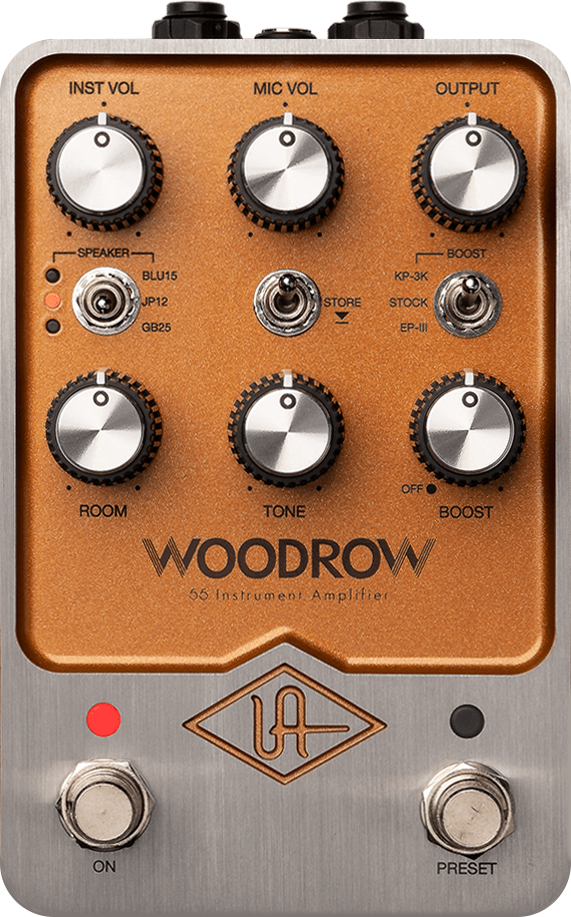 INST VOL MIC VOL OUTPUT
SPEAKER BOOST
BLU15 KP-3K
JP12 STORE STOCK
GB25 EP-III
OFF
ROOM TONE BOOST
WOODROW
55 Instrument Amplifier
UA
ON PRESET